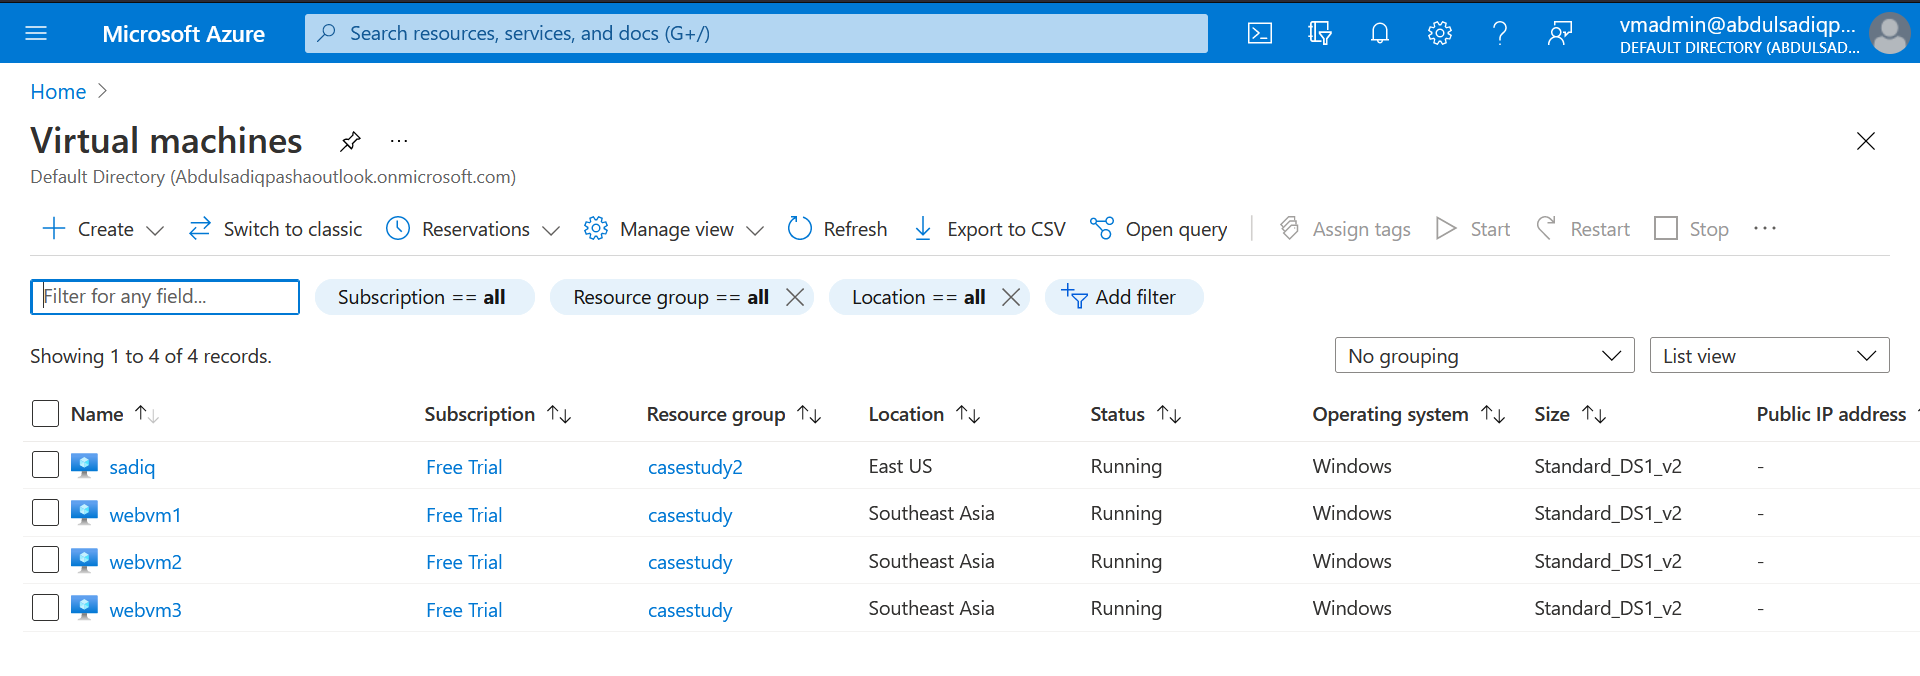 Microsoft Azure
Search resources, services, and docs (G+/)
vmadmin@abdulsadiqp...
DEFAULT DIRECTORY (ABDULSAD...
Home
Virtual machines
Default Directory (Abdulsadiqpashaoutlook.onmicrosoft.com)
Create Switch to classic Reservations Manage view Refresh Export to CSV Open query Assign tags Start Restart Stop
Filter for any field... Subscription == all Resource group == all Location == all Add filter
Showing 1 to 4 of 4 records. No grouping List view
Name Subscription Resource group Location Status Operating system Size Public IP address
sadiq Free Trial casestudy2 East US Running Windows Standard_DS1_v2 -
webvm1 Free Trial casestudy Southeast Asia Running Windows Standard_DS1_v2 -
webvm2 Free Trial casestudy Southeast Asia Running Windows Standard_DS1_v2 -
webvm3 Free Trial casestudy Southeast Asia Running Windows Standard_DS1_v2 -